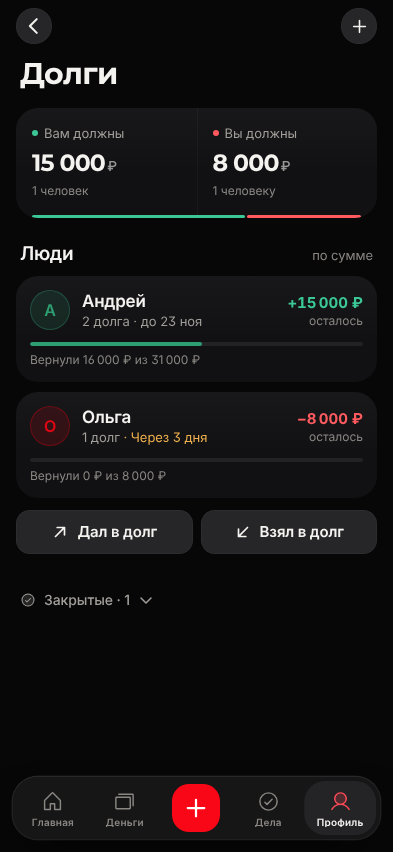 Долги
Вам должны
15 000 ₽
1 человек
Вы должны
8 000 ₽
1 человеку
Люди
по сумме
А
Андрей
+15 000 ₽
2 долга · до 23 ноя
осталось
Вернули 16 000 ₽ из 31 000 ₽
О
Ольга
−8 000 ₽
1 долг · Через 3 дня
осталось
Вернули 0 ₽ из 8 000 ₽
Дал в долг
Взял в долг
Закрытые · 1
Главная
Деньги
Дела
Профиль